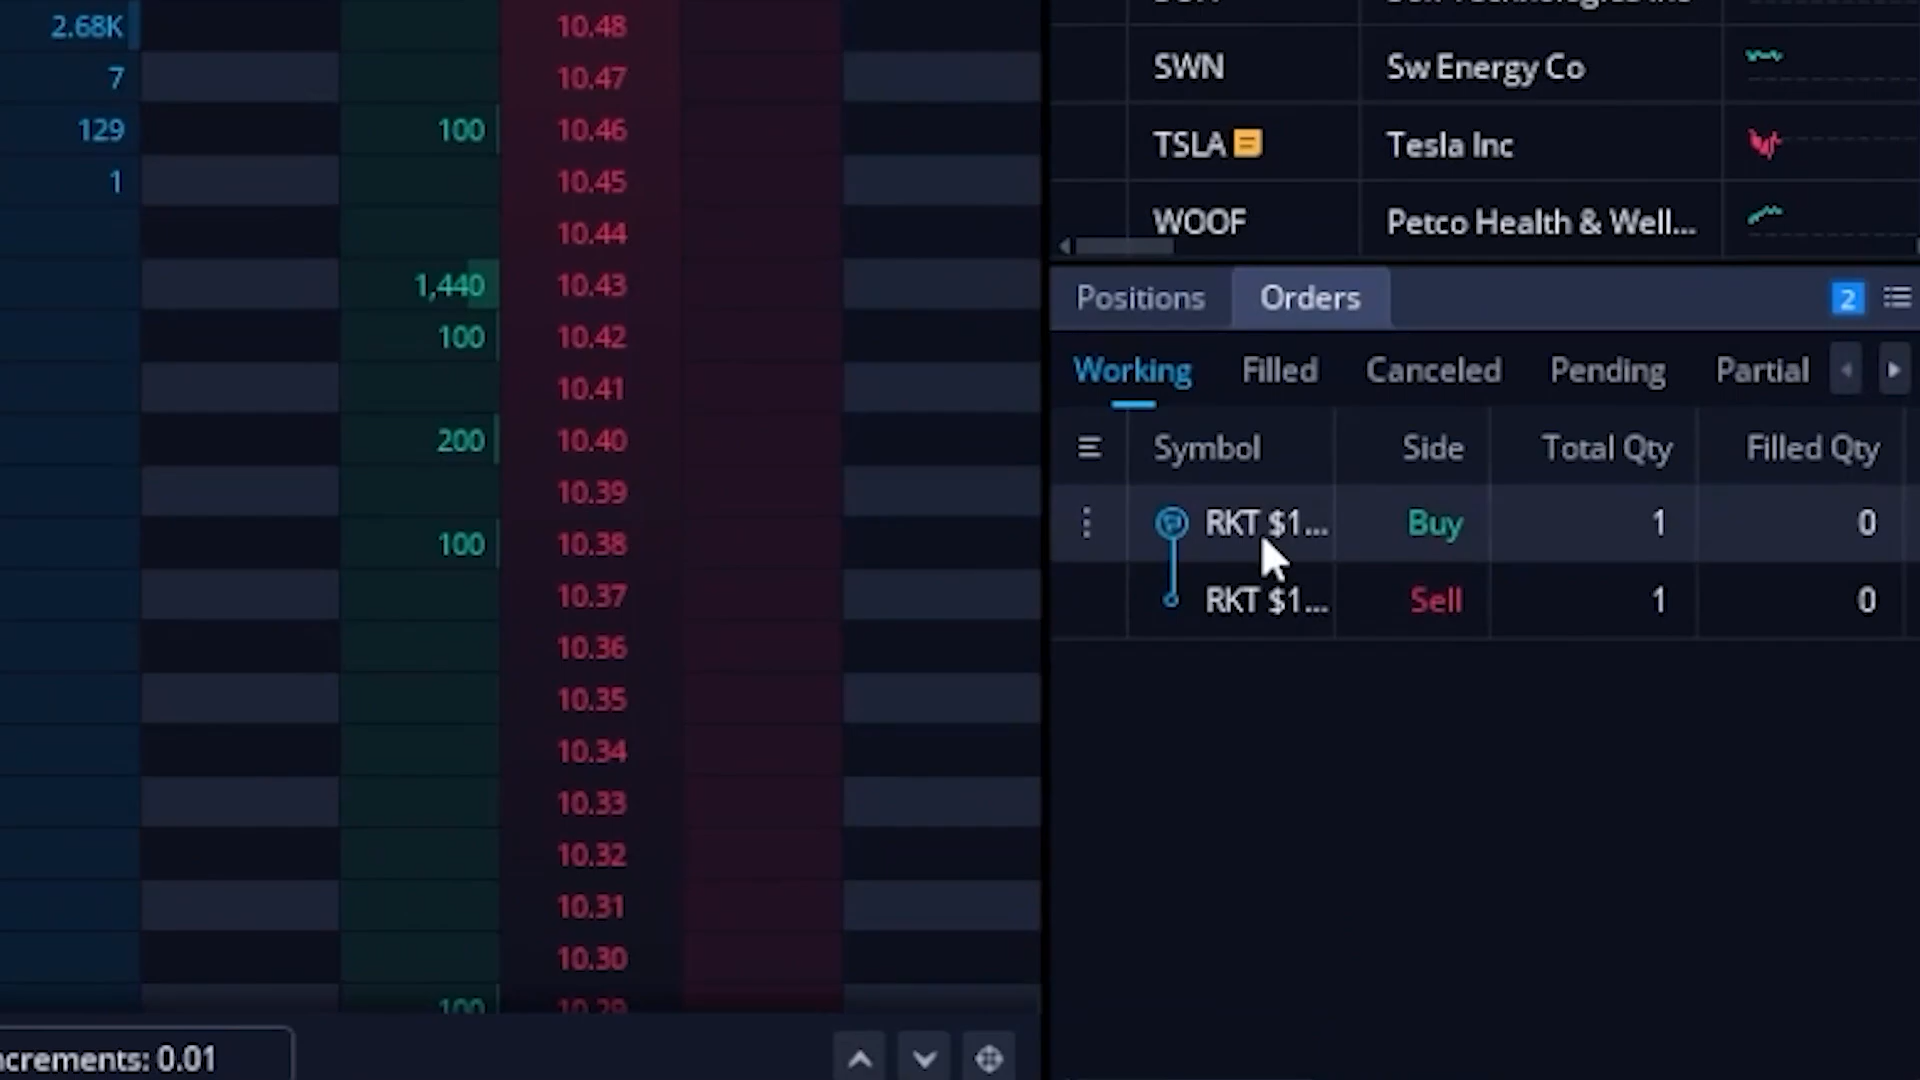 2.68K 10.48
7 10.47
129 100 10.46
1 10.45
10.44
1,440 10.43
100 10.42
10.41
200 10.40
10.39
100 10.38
10.37
10.36
10.35
10.34
10.33
10.32
10.31
10.30
100 10.29
ncrements: 0.01
SWN Sw Energy Co
TSLA Tesla Inc
WOOF Petco Health & Well...
Positions Orders 2
Working Filled Canceled Pending Partial
Symbol Side Total Qty Filled Qty
RKT $1... Buy 1 0
RKT $1... Sell 1 0